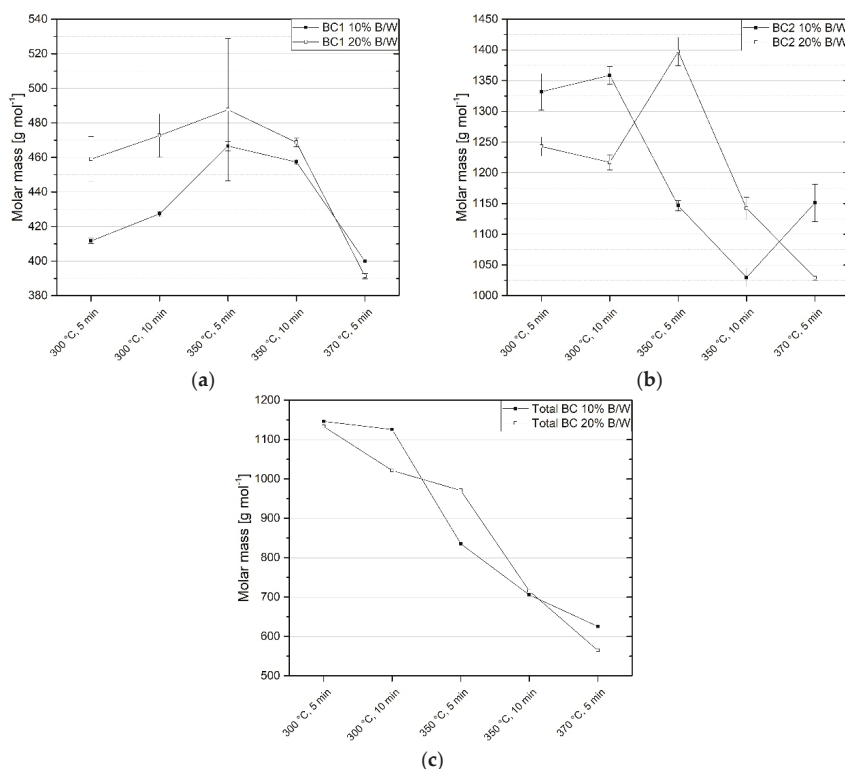 BC1 10% B/W
BC1 20% B/W
Molar mass [g mol⁻¹]
540
520
500
480
460
440
420
400
380
300 °C, 5 min
300 °C, 10 min
350 °C, 5 min
350 °C, 10 min
370 °C, 5 min
(a)
BC2 10% B/W
BC2 20% B/W
Molar mass [g mol⁻¹]
1450
1400
1350
1300
1250
1200
1150
1100
1050
1000
300 °C, 5 min
300 °C, 10 min
350 °C, 5 min
350 °C, 10 min
370 °C, 5 min
(b)
Total BC 10% B/W
Total BC 20% B/W
Molar mass [g mol⁻¹]
1200
1100
1000
900
800
700
600
500
300 °C, 5 min
300 °C, 10 min
350 °C, 5 min
350 °C, 10 min
370 °C, 5 min
(c)